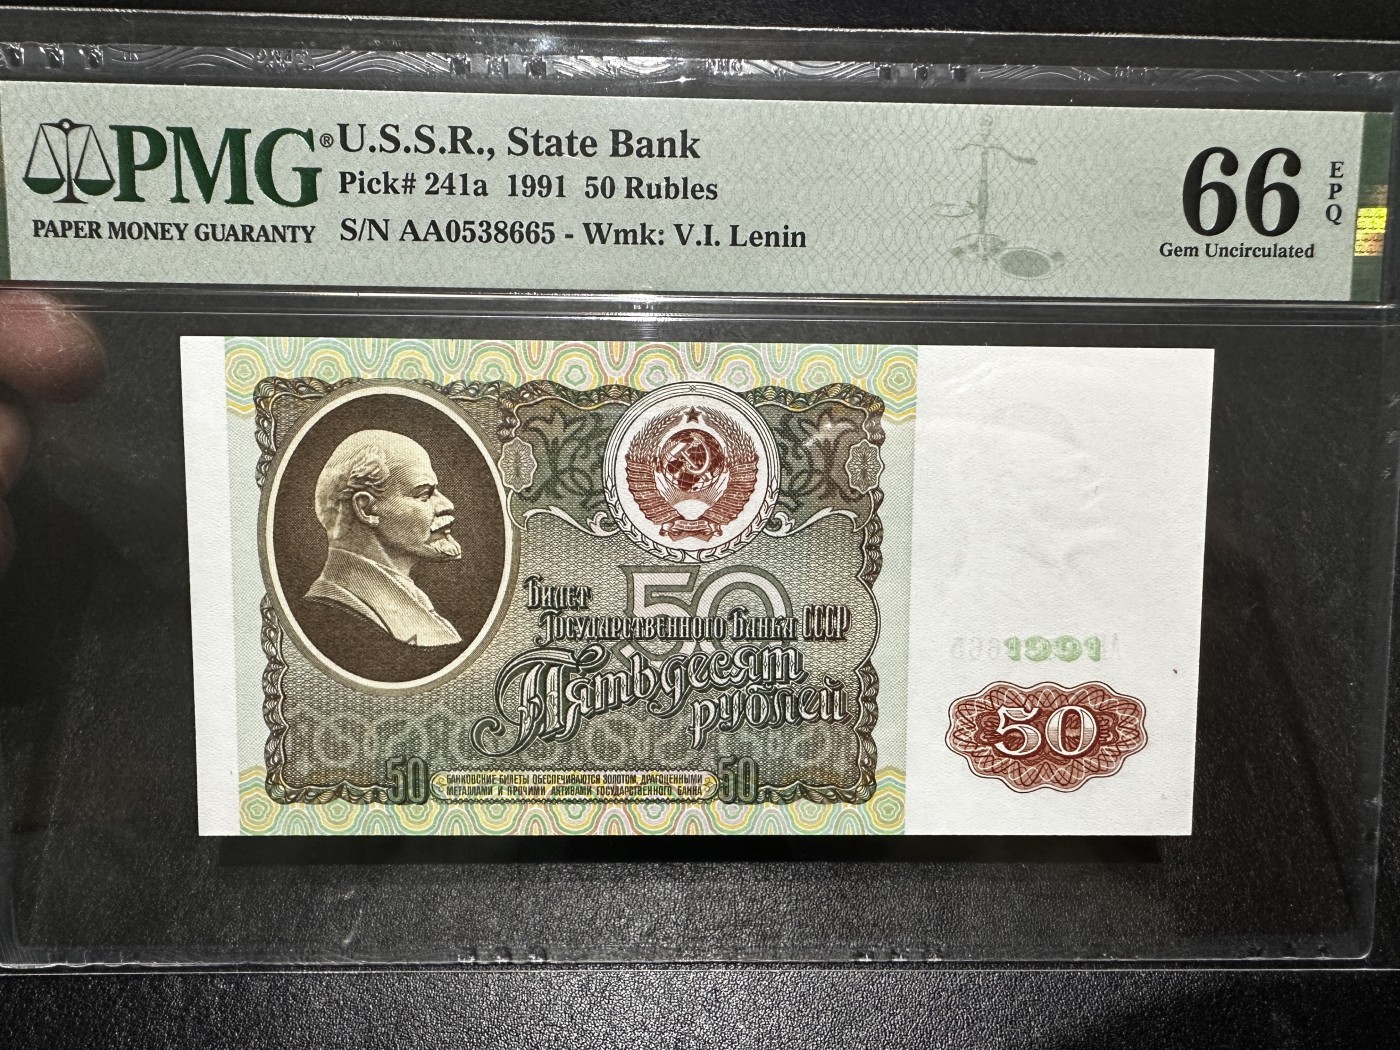 PMG® U.S.S.R., State Bank
PAPER MONEY GUARANTY
Pick# 241a 1991 50 Rubles
S/N AA0538665 - Wmk: V.I. Lenin
66 EPQ
Gem Uncirculated
50
Билет
Государственного Банка СССР
Пятьдесят
рублей
50 БАНКОВСКИЕ БИЛЕТЫ ОБЕСПЕЧИВАЮТСЯ ЗОЛОТОМ, ДРАГОЦЕННЫМИ 50
МЕТАЛЛАМИ И ПРОЧИМИ АКТИВАМИ ГОСУДАРСТВЕННОГО БАНКА
1991
50